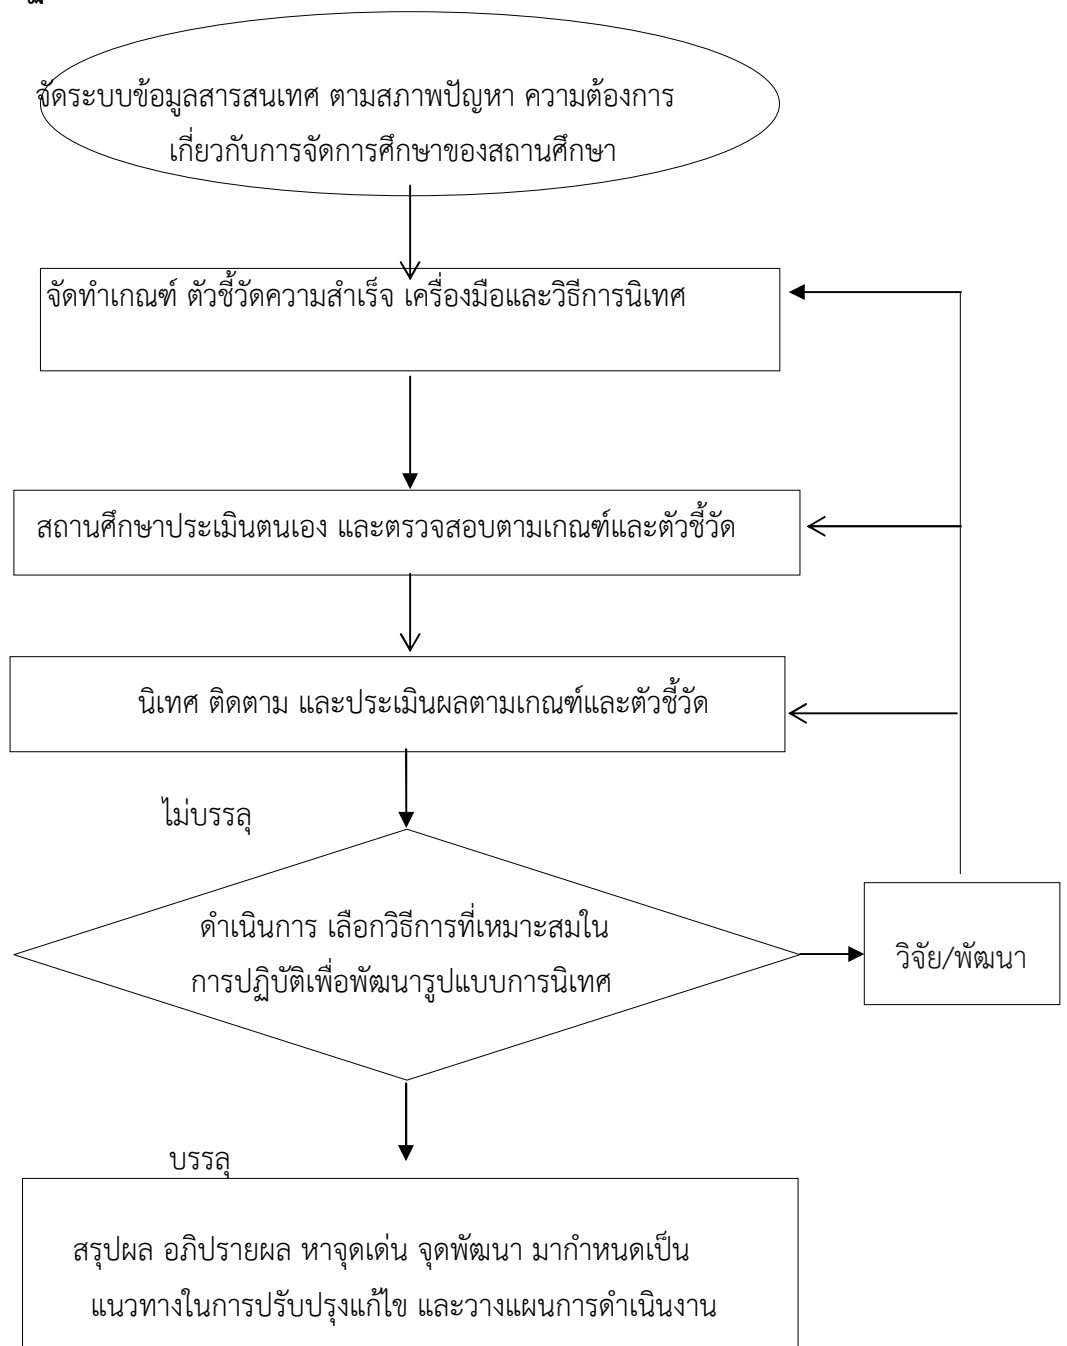 จัดระบบข้อมูลสารสนเทศ ตามสภาพปัญหา ความต้องการ
เกี่ยวกับการจัดการศึกษาของสถานศึกษา
จัดทำเกณฑ์ ตัวชี้วัดความสำเร็จ เครื่องมือและวิธีการนิเทศ
สถานศึกษาประเมินตนเอง และตรวจสอบตามเกณฑ์และตัวชี้วัด
นิเทศ ติดตาม และประเมินผลตามเกณฑ์และตัวชี้วัด
ไม่บรรลุ
ดำเนินการ เลือกวิธีการที่เหมาะสมใน
การปฏิบัติเพื่อพัฒนารูปแบบการนิเทศ
วิจัย/พัฒนา
บรรลุ
สรุปผล อภิปรายผล หาจุดเด่น จุดพัฒนา มากำหนดเป็น
แนวทางในการปรับปรุงแก้ไข และวางแผนการดำเนินงาน